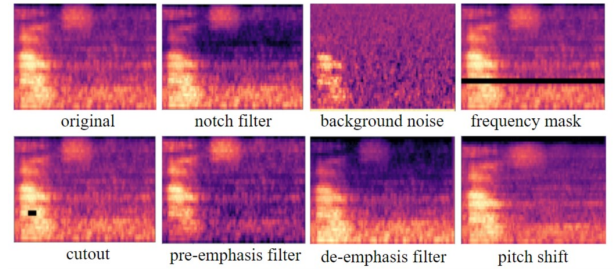 original
notch filter
background noise
frequency mask
cutout
pre-emphasis filter
de-emphasis filter
pitch shift